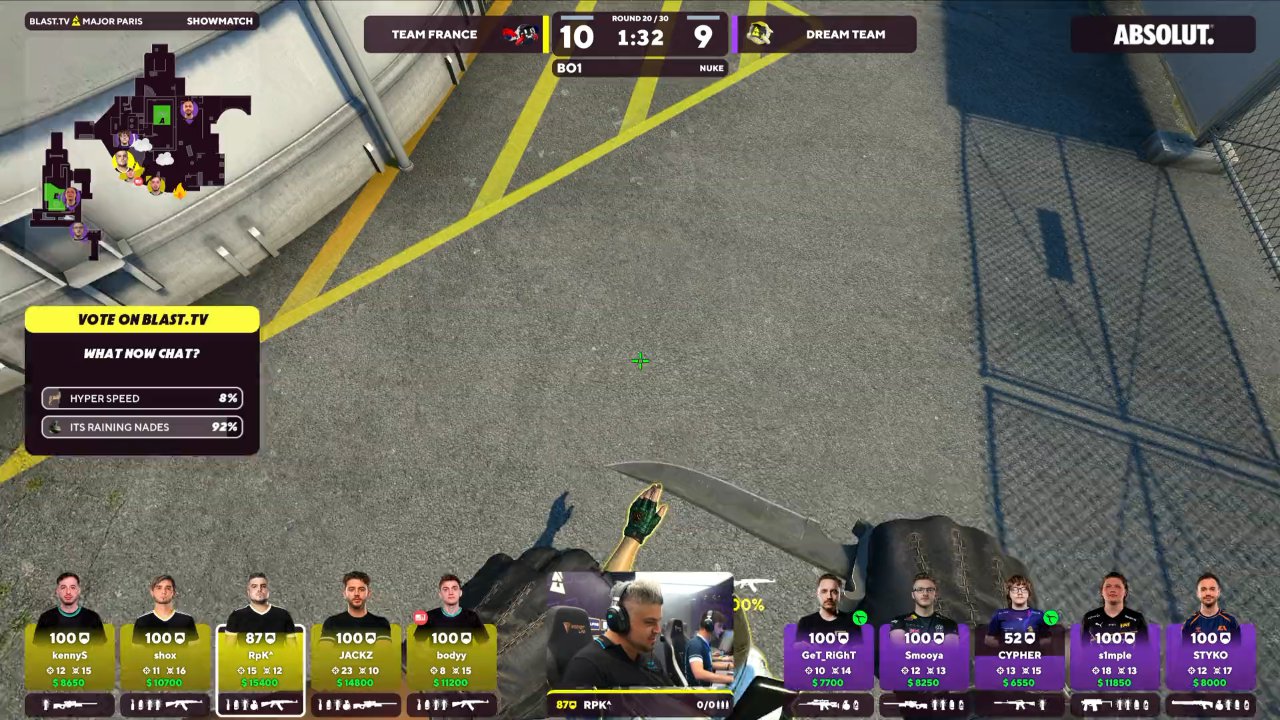 BLAST.TV MAJOR PARIS SHOWMATCH
TEAM FRANCE
10
ROUND 20/30
1:32
9
DREAM TEAM
BO1 NUKE
ABSOLUT.
A
VOTE ON BLAST.TV
WHAT NOW CHAT?
HYPER SPEED 8%
ITS RAINING NADES 92%
100
kennyS
12 15
$8650
100
shox
11 16
$10700
87
RpK^
15 12
$15400
100
JACKZ
23 10
$14800
100
bodyy
8 15
$11200
87 RPK^ 0/0
100
GeT_RiGhT
10 14
$7700
100
Smooya
12 13
$8250
52
CYPHER
13 15
$6550
100
s1mple
18 13
$11850
100
STYKO
12 17
$8000